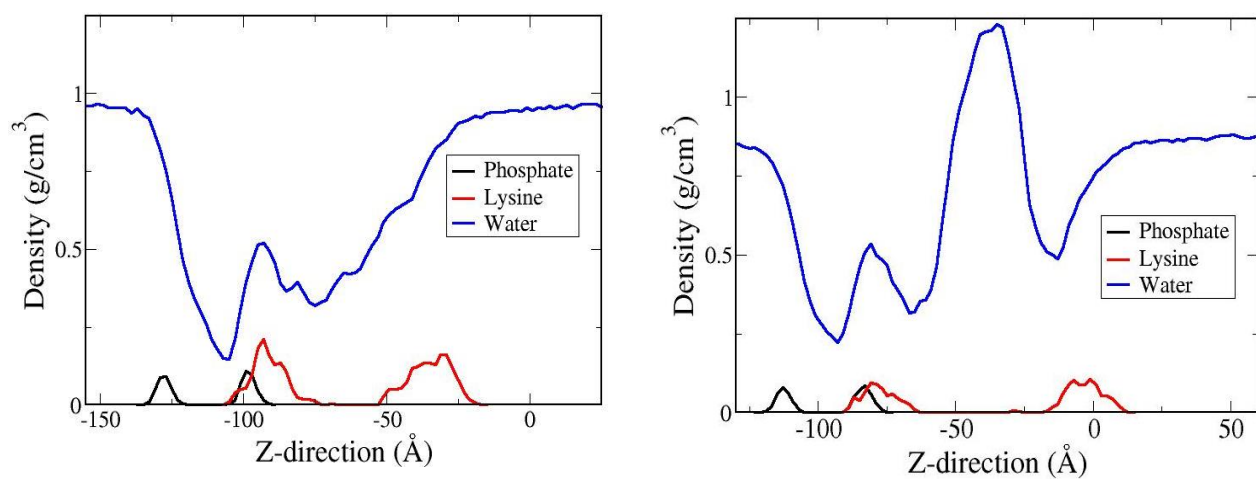 1
0.5
0
Density (g/cm³)
-150
-100
-50
0
Z-direction (Å)
Phosphate
Lysine
Water
1
0.5
0
Density (g/cm³)
-100
-50
0
50
Z-direction (Å)
Phosphate
Lysine
Water